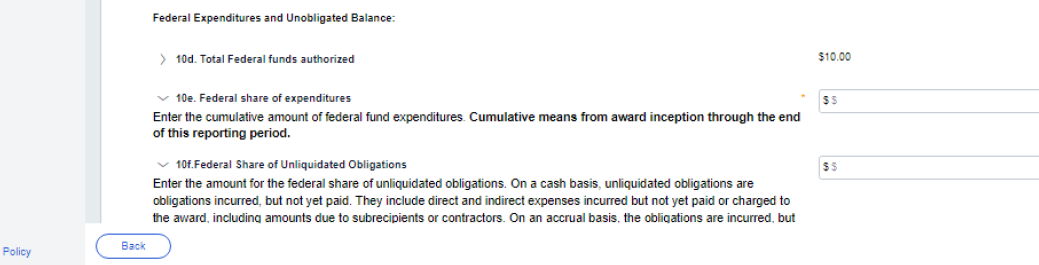 Federal Expenditures and Unobligated Balance:
10d. Total Federal funds authorized
$10.00
10e. Federal share of expenditures
* $ $
Enter the cumulative amount of federal fund expenditures. Cumulative means from award inception through the end
of this reporting period.
10f.Federal Share of Unliquidated Obligations
$ $
Enter the amount for the federal share of unliquidated obligations. On a cash basis, unliquidated obligations are
obligations incurred, but not yet paid. They include direct and indirect expenses incurred but not yet paid or charged to
the award, including amounts due to subrecipients or contractors. On an accrual basis, the obligations are incurred, but
Back
Policy